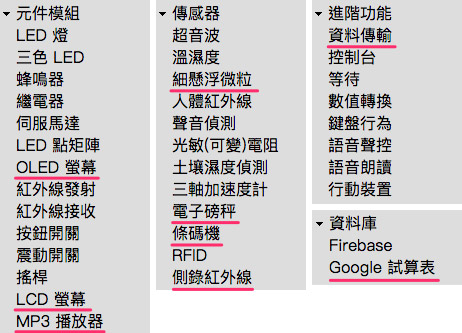 元件模組
LED 燈
三色 LED
蜂鳴器
繼電器
伺服馬達
LED 點矩陣
OLED 螢幕
紅外線發射
紅外線接收
按鈕開關
震動開關
搖桿
LCD 螢幕
MP3 播放器
傳感器
超音波
溫濕度
細懸浮微粒
人體紅外線
聲音偵測
光敏(可變)電阻
土壤濕度偵測
三軸加速度計
電子磅秤
條碼機
RFID
側錄紅外線
進階功能
資料傳輸
控制台
等待
數值轉換
鍵盤行為
語音聲控
語音朗讀
行動裝置
資料庫
Firebase
Google 試算表